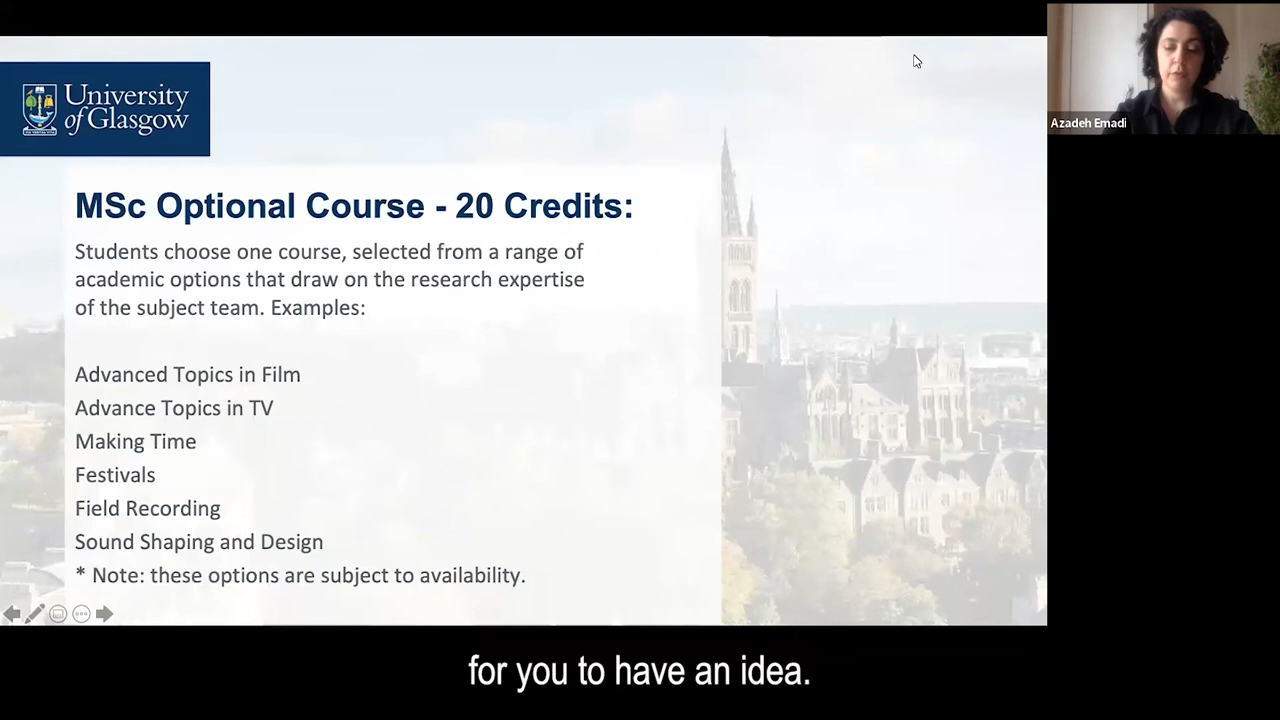 University
of Glasgow
Azadeh Emadi
MSc Optional Course - 20 Credits:
Students choose one course, selected from a range of
academic options that draw on the research expertise
of the subject team. Examples:
Advanced Topics in Film
Advance Topics in TV
Making Time
Festivals
Field Recording
Sound Shaping and Design
* Note: these options are subject to availability.
for you to have an idea.